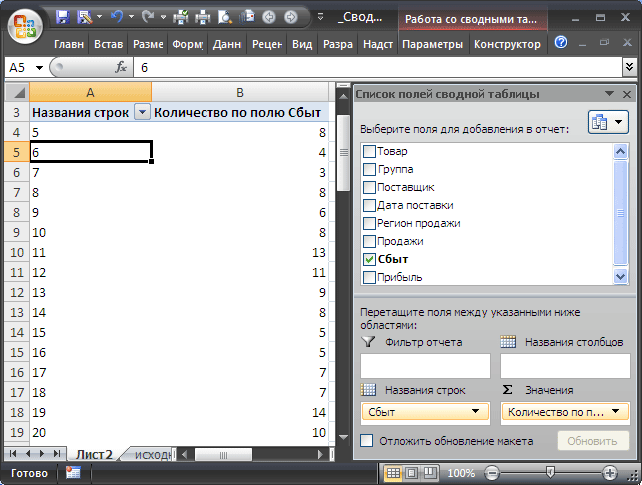 _Свод... Работа со сводными та...
Главн Встав Разме Форму Данн Рецен Вид Разра Надст Параметры Конструктор
A5 fx 6
A B
3 Названия строк Количество по полю Сбыт
4 5 8
5 6 4
6 7 3
7 8 8
8 9 6
9 10 8
10 11 13
11 12 11
12 13 9
13 14 8
14 15 5
15 16 5
16 17 7
17 18 7
18 19 14
19 20 10
Лист2 исходн
Список полей сводной таблицы
Выберите поля для добавления в отчет:
Товар
Группа
Поставщик
Дата поставки
Регион продажи
Продажи
Сбыт
Прибыль
Перетащите поля между указанными ниже
областями:
Фильтр отчета Названия столбцов
Названия строк Σ Значения
Сбыт Количество по п...
Отложить обновление макета Обновить
Готово 100%